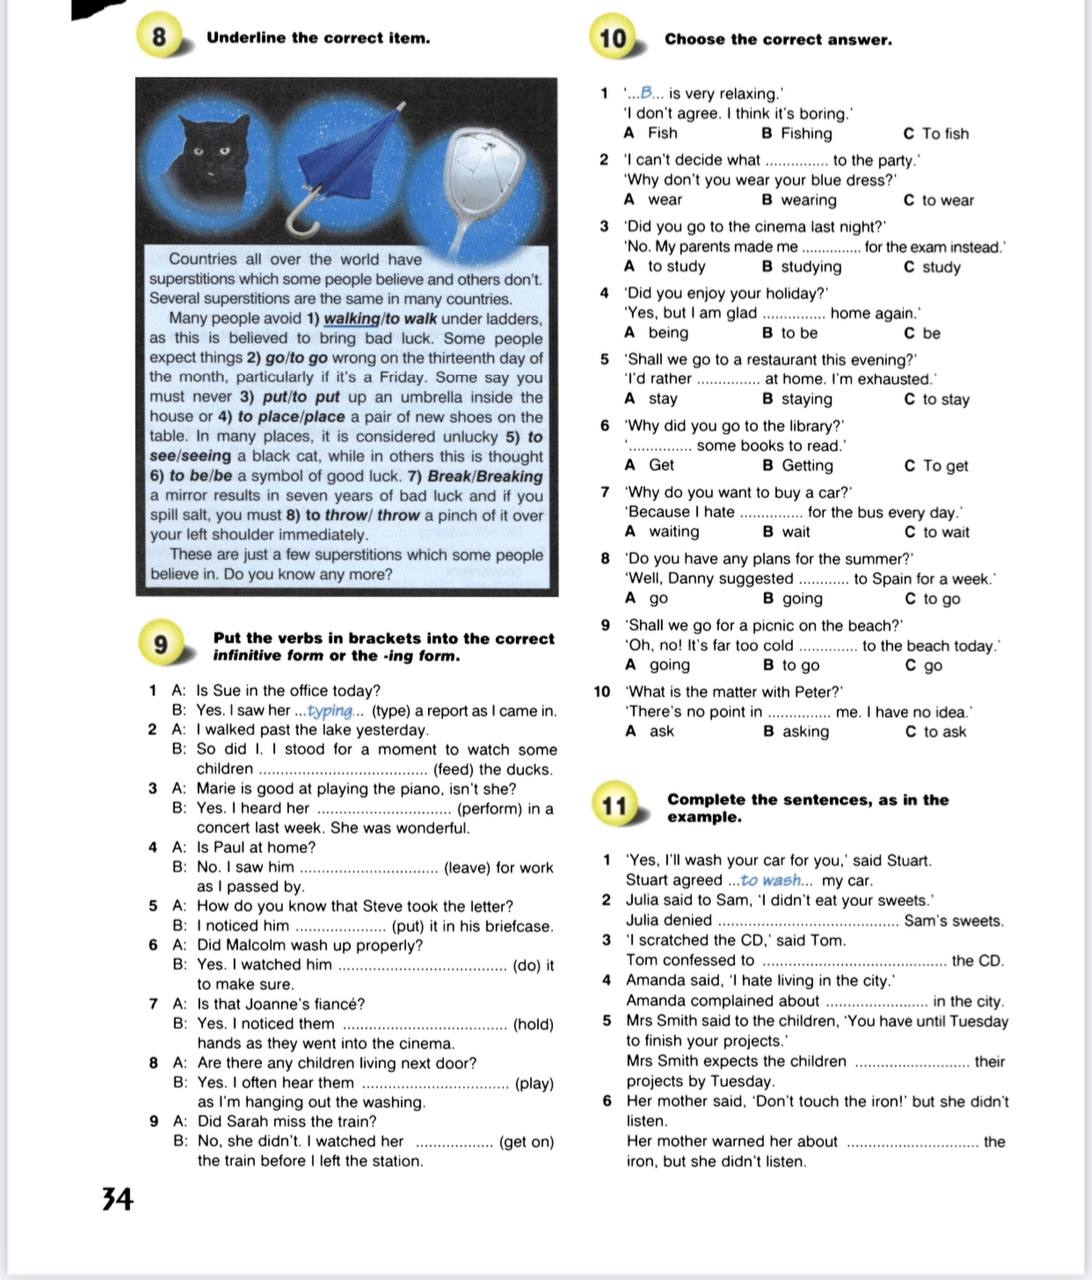 8 Underline the correct item.
Countries all over the world have
superstitions which some people believe and others don't.
Several superstitions are the same in many countries.
Many people avoid 1) walking/to walk under ladders,
as this is believed to bring bad luck. Some people
expect things 2) go/to go wrong on the thirteenth day of
the month, particularly if it's a Friday. Some say you
must never 3) put/to put up an umbrella inside the
house or 4) to place/place a pair of new shoes on the
table. In many places, it is considered unlucky 5) to
see/seeing a black cat, while in others this is thought
6) to be/be a symbol of good luck. 7) Break/Breaking
a mirror results in seven years of bad luck and if you
spill salt, you must 8) to throw/ throw a pinch of it over
your left shoulder immediately.
These are just a few superstitions which some people
believe in. Do you know any more?
9 Put the verbs in brackets into the correct
infinitive form or the -ing form.
1 A: Is Sue in the office today?
B: Yes. I saw her ...typing... (type) a report as I came in.
2 A: I walked past the lake yesterday.
B: So did I. I stood for a moment to watch some
children .................................. (feed) the ducks.
3 A: Marie is good at playing the piano, isn't she?
B: Yes. I heard her ........................... (perform) in a
concert last week. She was wonderful.
4 A: Is Paul at home?
B: No. I saw him ............................ (leave) for work
as I passed by.
5 A: How do you know that Steve took the letter?
B: I noticed him .................. (put) it in his briefcase.
6 A: Did Malcolm wash up properly?
B: Yes. I watched him .................................. (do) it
to make sure.
7 A: Is that Joanne's fiancé?
B: Yes. I noticed them ................................. (hold)
hands as they went into the cinema.
8 A: Are there any children living next door?
B: Yes. I often hear them .............................. (play)
as I'm hanging out the washing.
9 A: Did Sarah miss the train?
B: No, she didn't. I watched her ................ (get on)
the train before I left the station.
34
10 Choose the correct answer.
1 '...B... is very relaxing.'
'I don't agree. I think it's boring.'
A Fish B Fishing C To fish
2 'I can't decide what .............. to the party.'
'Why don't you wear your blue dress?'
A wear B wearing C to wear
3 'Did you go to the cinema last night?'
'No. My parents made me ............. for the exam instead.'
A to study B studying C study
4 'Did you enjoy your holiday?'
'Yes, but I am glad .............. home again.'
A being B to be C be
5 'Shall we go to a restaurant this evening?'
'I'd rather .............. at home. I'm exhausted.'
A stay B staying C to stay
6 'Why did you go to the library?'
'.............. some books to read.'
A Get B Getting C To get
7 'Why do you want to buy a car?'
'Because I hate .............. for the bus every day.'
A waiting B wait C to wait
8 'Do you have any plans for the summer?'
'Well, Danny suggested ........... to Spain for a week.'
A go B going C to go
9 'Shall we go for a picnic on the beach?'
'Oh, no! It's far too cold ............. to the beach today.'
A going B to go C go
10 'What is the matter with Peter?'
'There's no point in .............. me. I have no idea.'
A ask B asking C to ask
11 Complete the sentences, as in the
example.
1 'Yes, I'll wash your car for you,' said Stuart.
Stuart agreed ...to wash... my car.
2 Julia said to Sam, 'I didn't eat your sweets.'
Julia denied ..................................... Sam's sweets.
3 'I scratched the CD,' said Tom.
Tom confessed to ..................................... the CD.
4 Amanda said, 'I hate living in the city.'
Amanda complained about ...................... in the city.
5 Mrs Smith said to the children, 'You have until Tuesday
to finish your projects.'
Mrs Smith expects the children ......................... their
projects by Tuesday.
6 Her mother said, 'Don't touch the iron!' but she didn't
listen.
Her mother warned her about ............................. the
iron, but she didn't listen.